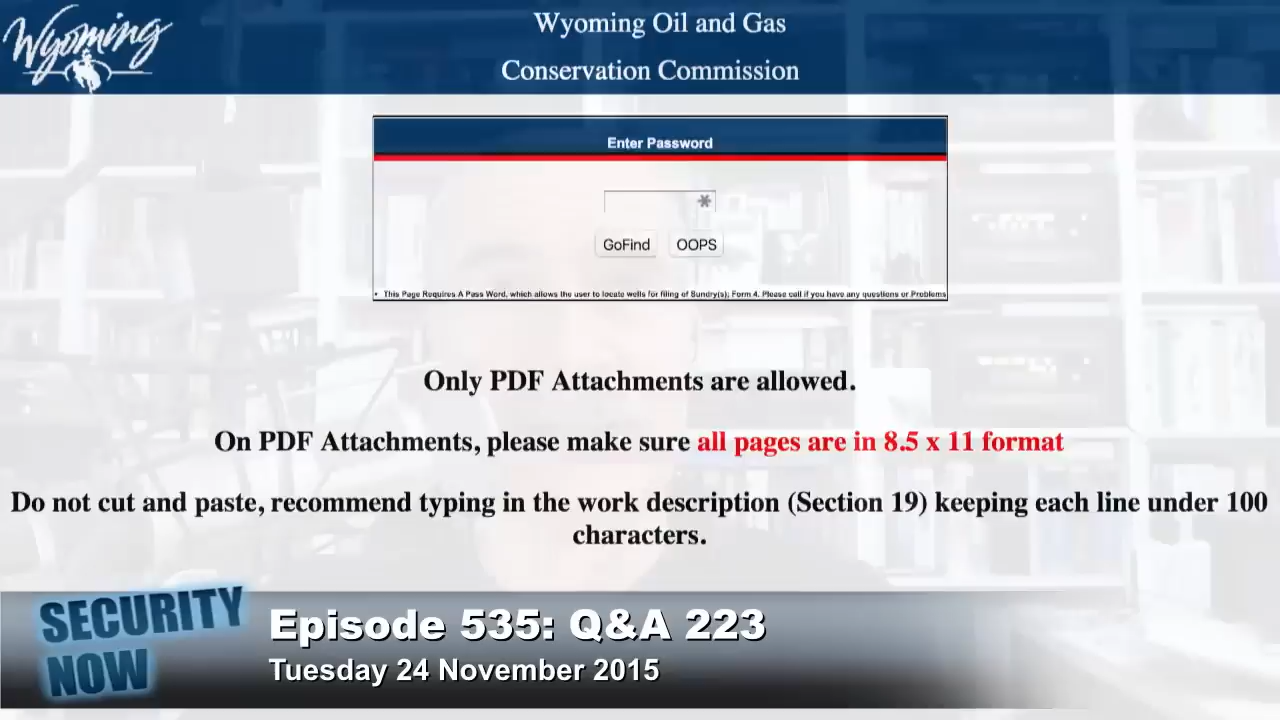 Wyoming
Wyoming Oil and Gas
Conservation Commission
Enter Password
GoFind OOPS
• This Page Requires A Pass Word, which allows the user to locate wells for filing of Sundry(s); Form 4. Please call if you have any questions or Problems
Only PDF Attachments are allowed.
On PDF Attachments, please make sure all pages are in 8.5 x 11 format
Do not cut and paste, recommend typing in the work description (Section 19) keeping each line under 100
characters.
SECURITY
NOW
Episode 535: Q&A 223
Tuesday 24 November 2015